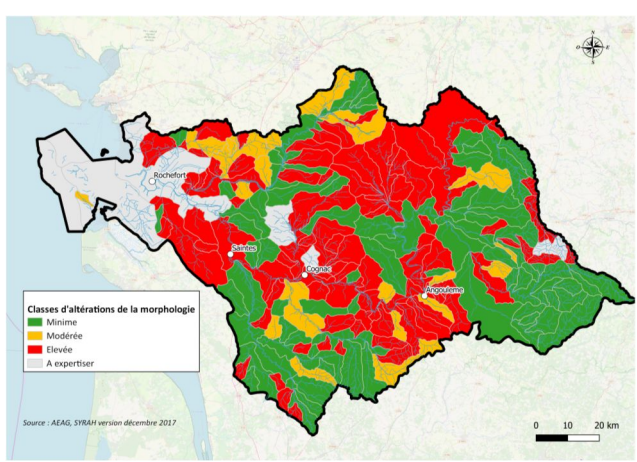 N
O E
S
Rochefort
Saintes
Cognac
Angoulême
Classes d'altérations de la morphologie
Minime
Modérée
Elevée
A expertiser
Source : AEAG, SYRAH version décembre 2017
0 10 20 km